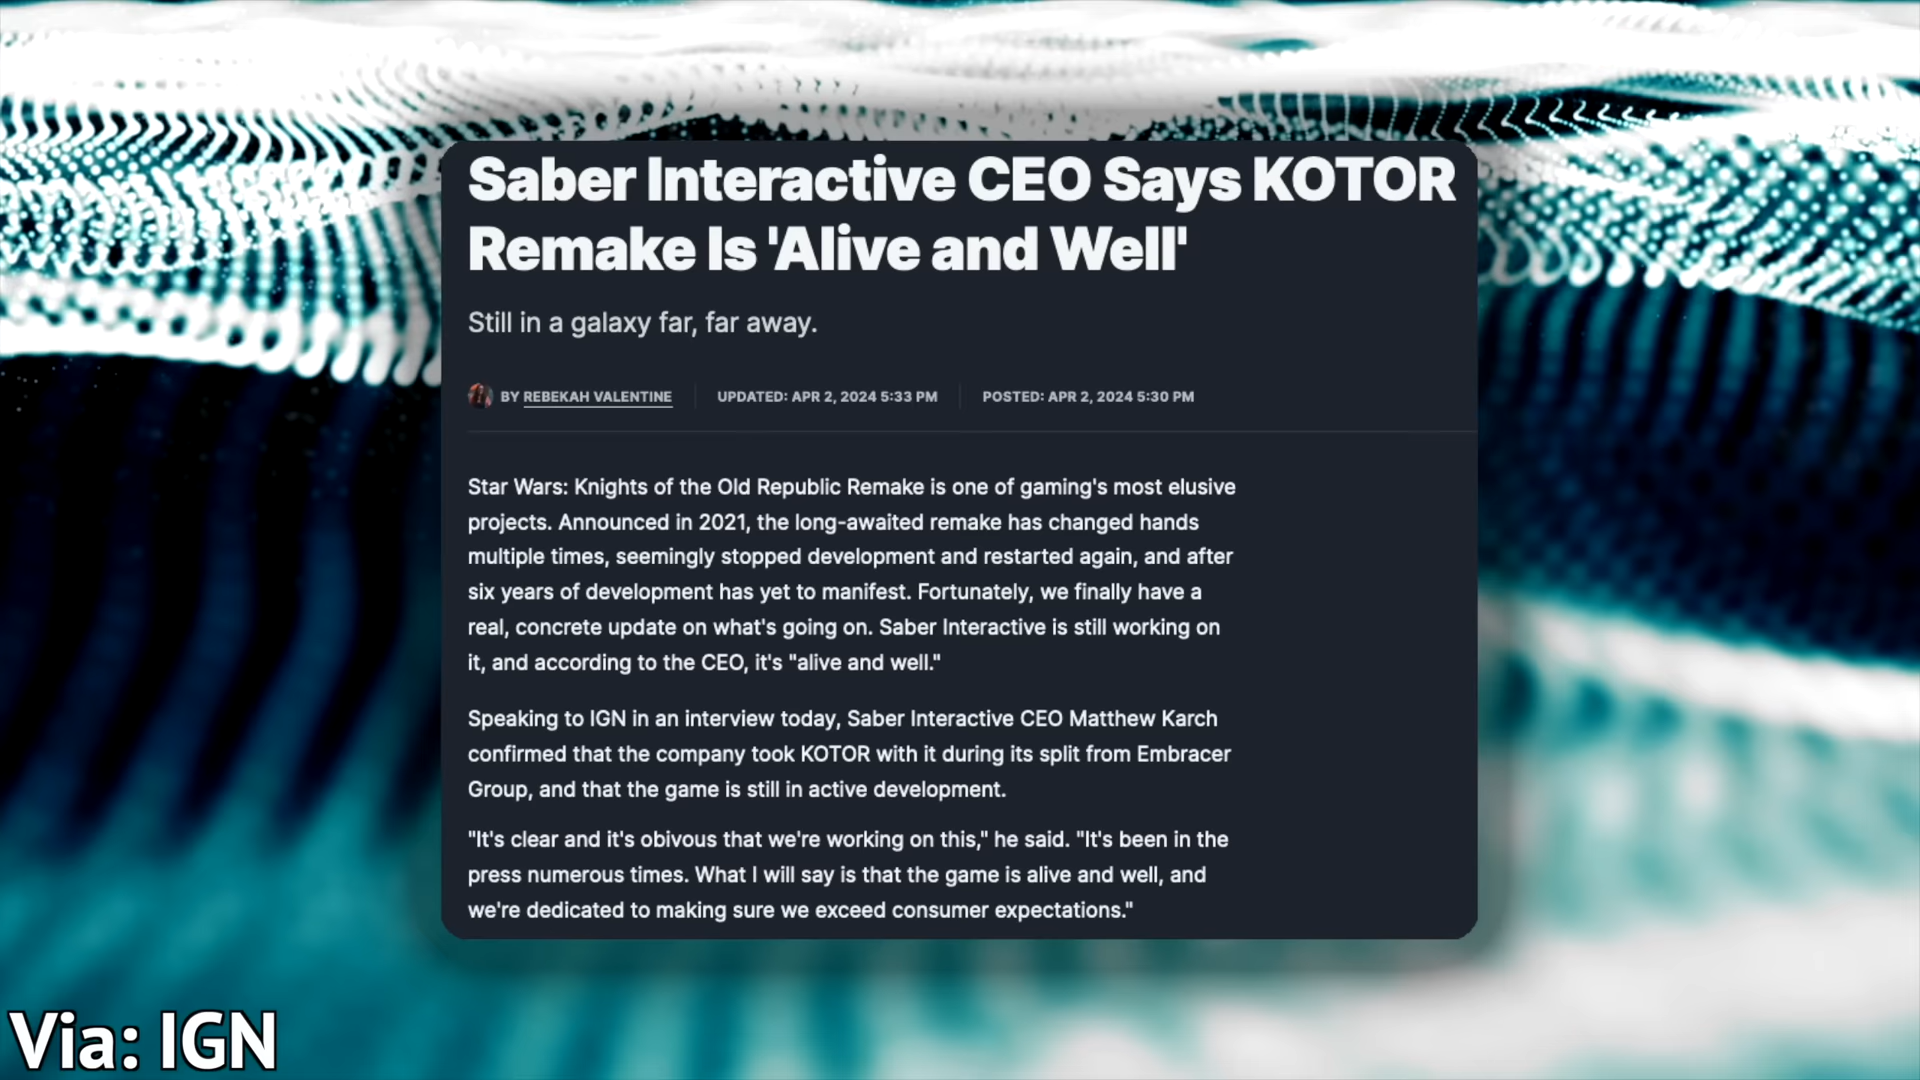 Saber Interactive CEO Says KOTOR
Remake Is 'Alive and Well'
Still in a galaxy far, far away.
BY REBEKAH VALENTINE UPDATED: APR 2, 2024 5:33 PM POSTED: APR 2, 2024 5:30 PM
Star Wars: Knights of the Old Republic Remake is one of gaming's most elusive
projects. Announced in 2021, the long-awaited remake has changed hands
multiple times, seemingly stopped development and restarted again, and after
six years of development has yet to manifest. Fortunately, we finally have a
real, concrete update on what's going on. Saber Interactive is still working on
it, and according to the CEO, it's "alive and well."
Speaking to IGN in an interview today, Saber Interactive CEO Matthew Karch
confirmed that the company took KOTOR with it during its split from Embracer
Group, and that the game is still in active development.
"It's clear and it's obivous that we're working on this," he said. "It's been in the
press numerous times. What I will say is that the game is alive and well, and
we're dedicated to making sure we exceed consumer expectations."
Via: IGN